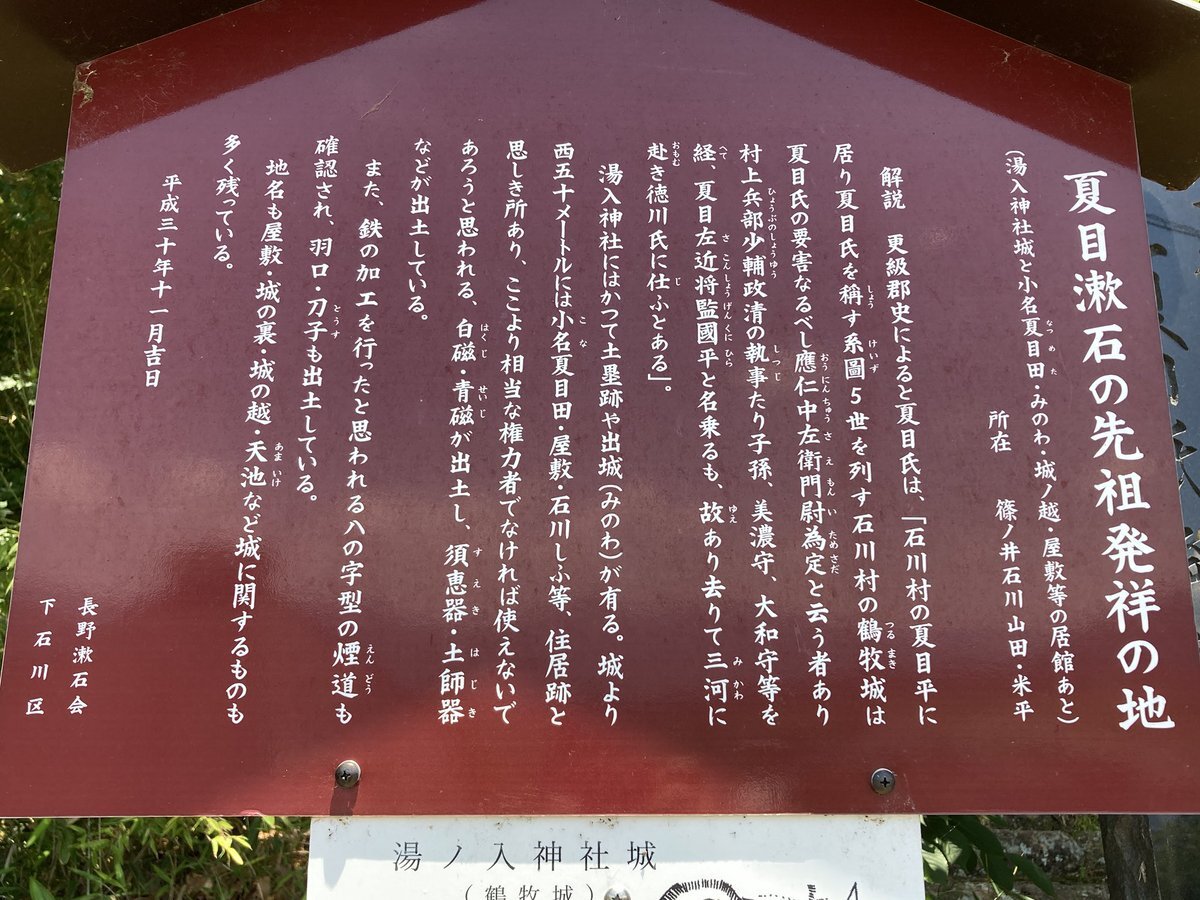 夏目漱石の先祖発祥の地
(湯入神社城と小名夏目田・みのわ・城ノ越・屋敷等の居館あと)
所在 篠ノ井石川山田・米平
解説 更級郡史によると夏目氏は、「石川村の夏目平に
居り夏目氏を稱す系圖5世を列す石川村の鶴牧城は
夏目氏の要害なるべし應仁中左衛門尉為定と云う者あり
村上兵部少輔政清の執事たり子孫、美濃守、大和守等を
経、夏目左近将監國平と名乗るも、故あり去りて三河に
赴き徳川氏に仕ふとある」。
湯入神社にはかつて土塁跡や出城(みのわ)が有る。城より
西五十メートルには小名夏目田・屋敷・石川しふ等、住居跡と
思しき所あり、ここより相当な権力者でなければ使えないで
あろうと思われる、白磁・青磁が出土し、須恵器・土師器
などが出土している。
また、鉄の加工を行ったと思われる八の字型の煙道も
確認され、羽口・刀子も出土している。
地名も屋敷・城の裏・城の越・天池など城に関するものも
多く残っている。
平成三十年十一月吉日
長野漱石会
下石川区
湯ノ入神社城
(鶴牧城)